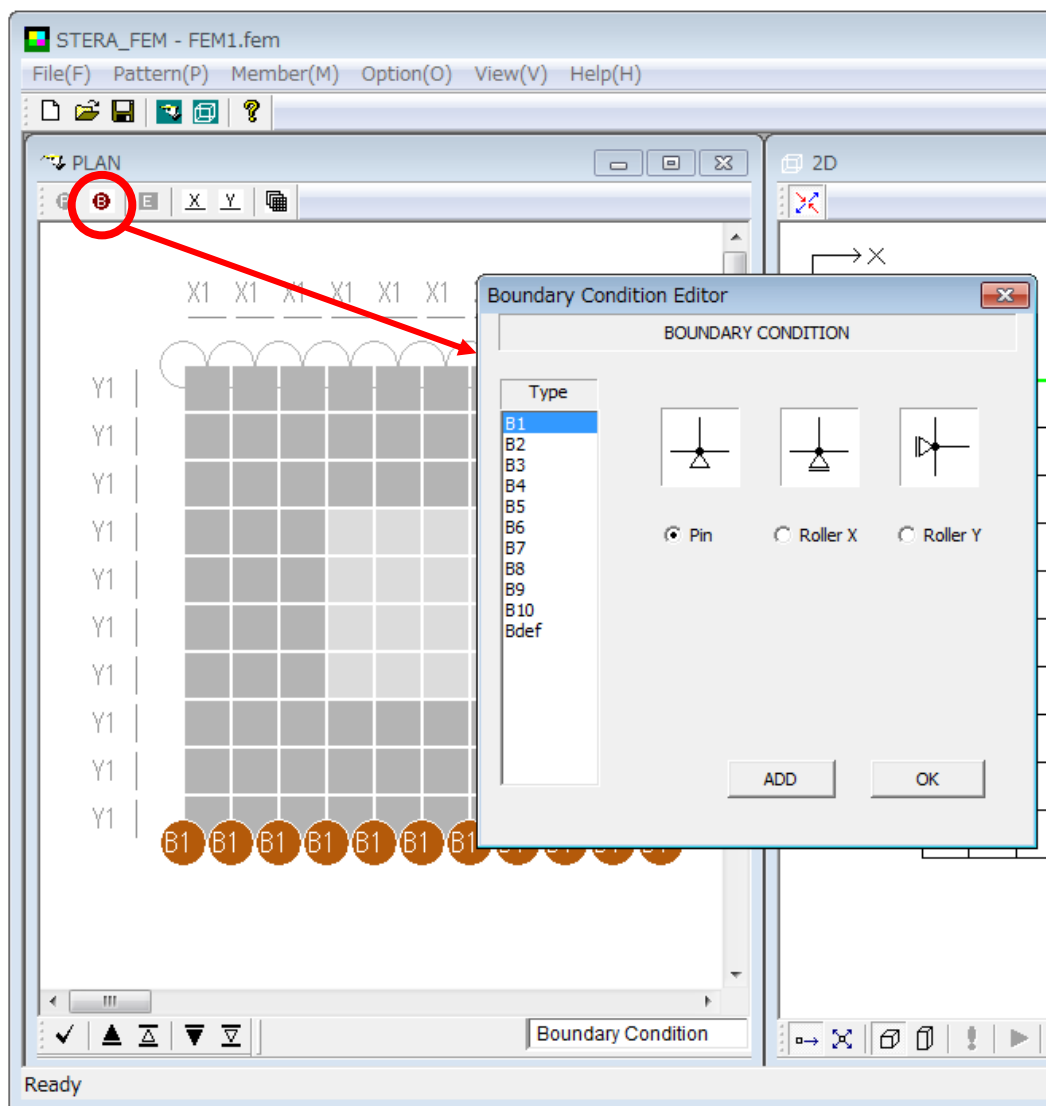 STERA_FEM - FEM1.fem
File(F) Pattern(P) Member(M) Option(O) View(V) Help(H)
PLAN
2D
B E X Y
X
X1 X1 X1 X1 X1 X1
Boundary Condition Editor
BOUNDARY CONDITION
Type
B1
B2
B3
B4
B5
B6
B7
B8
B9
B10
Bdef
Pin Roller X Roller Y
ADD OK
Y1
Y1
Y1
Y1
Y1
Y1
Y1
Y1
Y1
Y1
B1 B1 B1 B1 B1 B1 B1
Boundary Condition
Ready